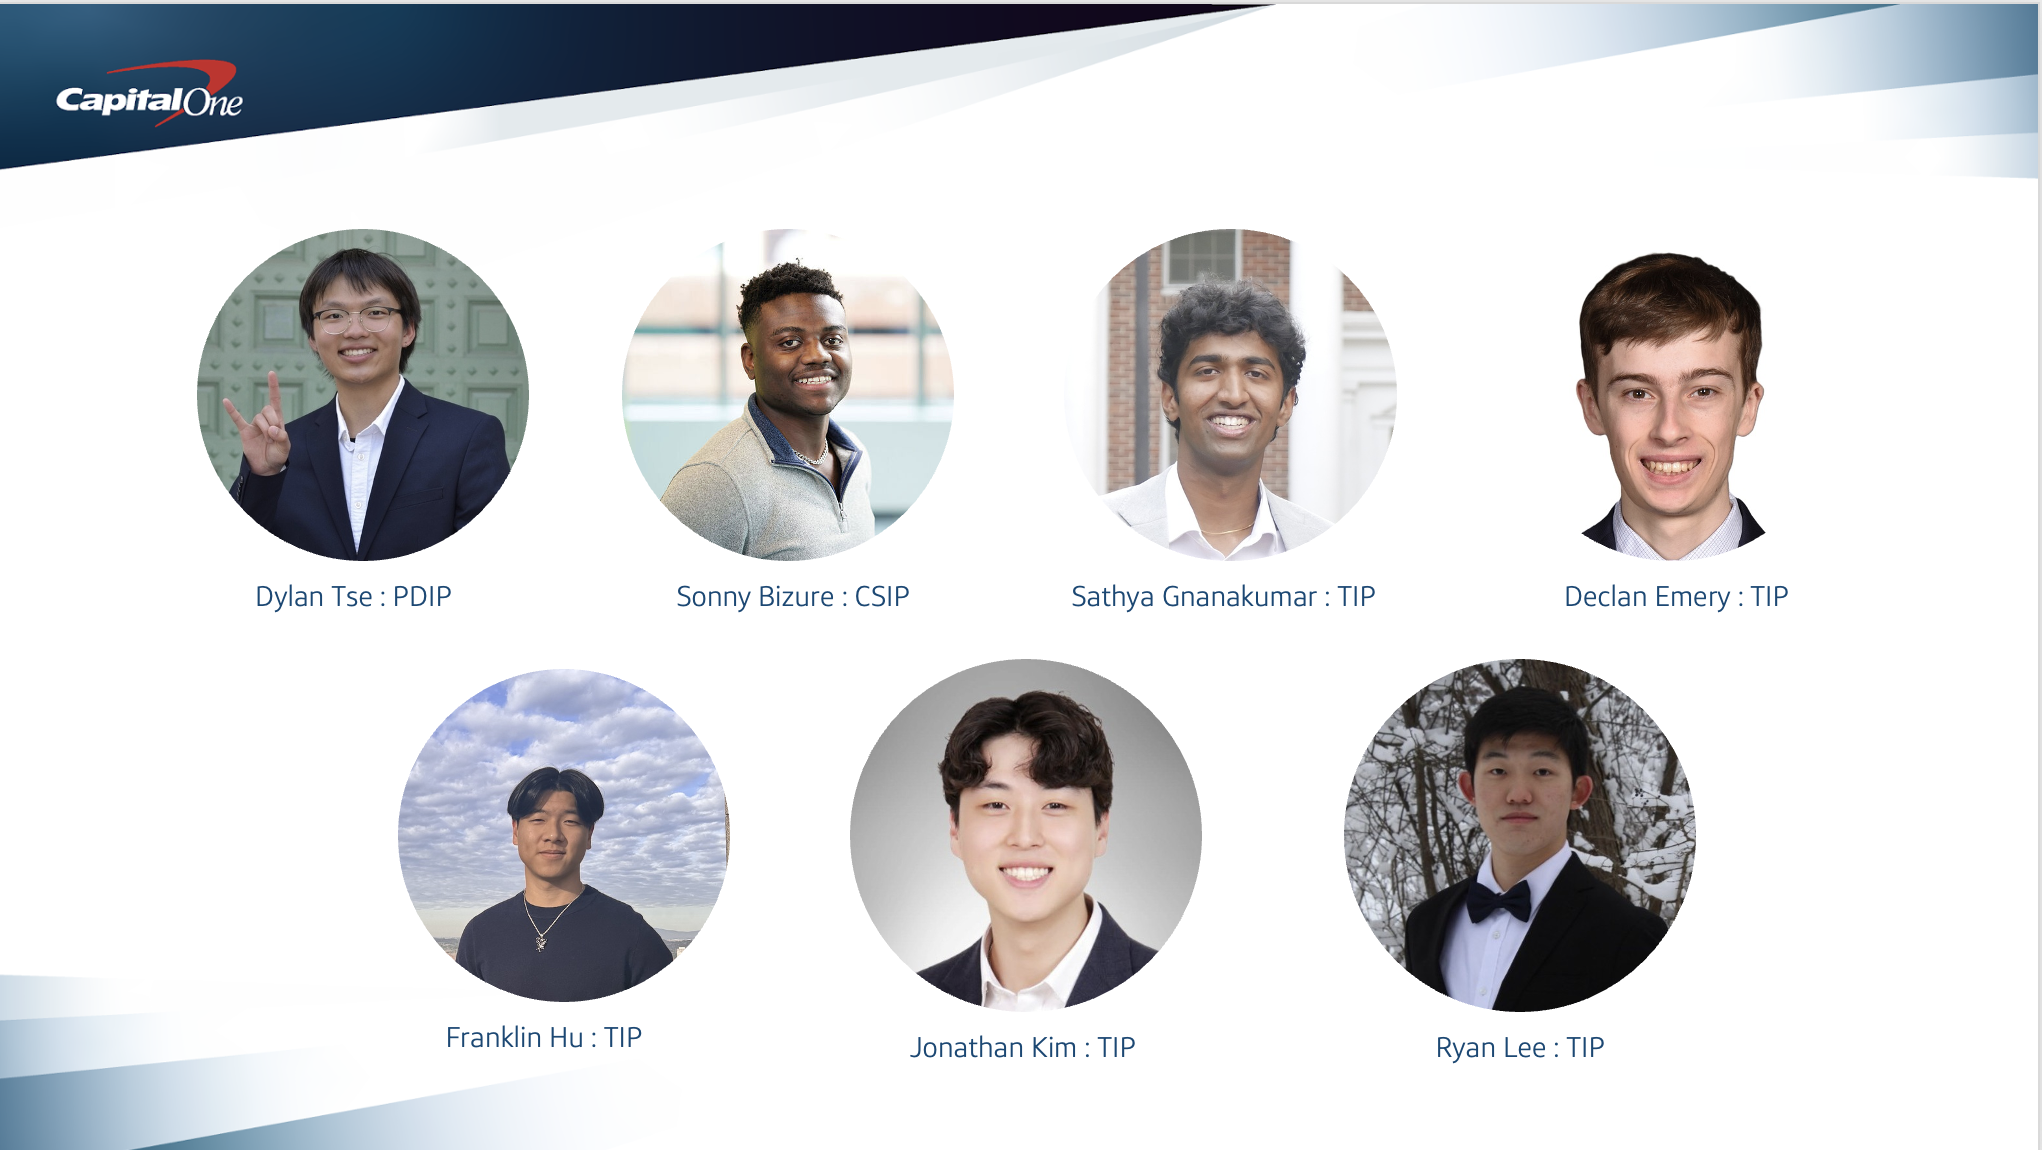 CapitalOne
Dylan Tse : PDIP
Sonny Bizure : CSIP
Sathya Gnanakumar : TIP
Declan Emery : TIP
Franklin Hu : TIP
Jonathan Kim : TIP
Ryan Lee : TIP